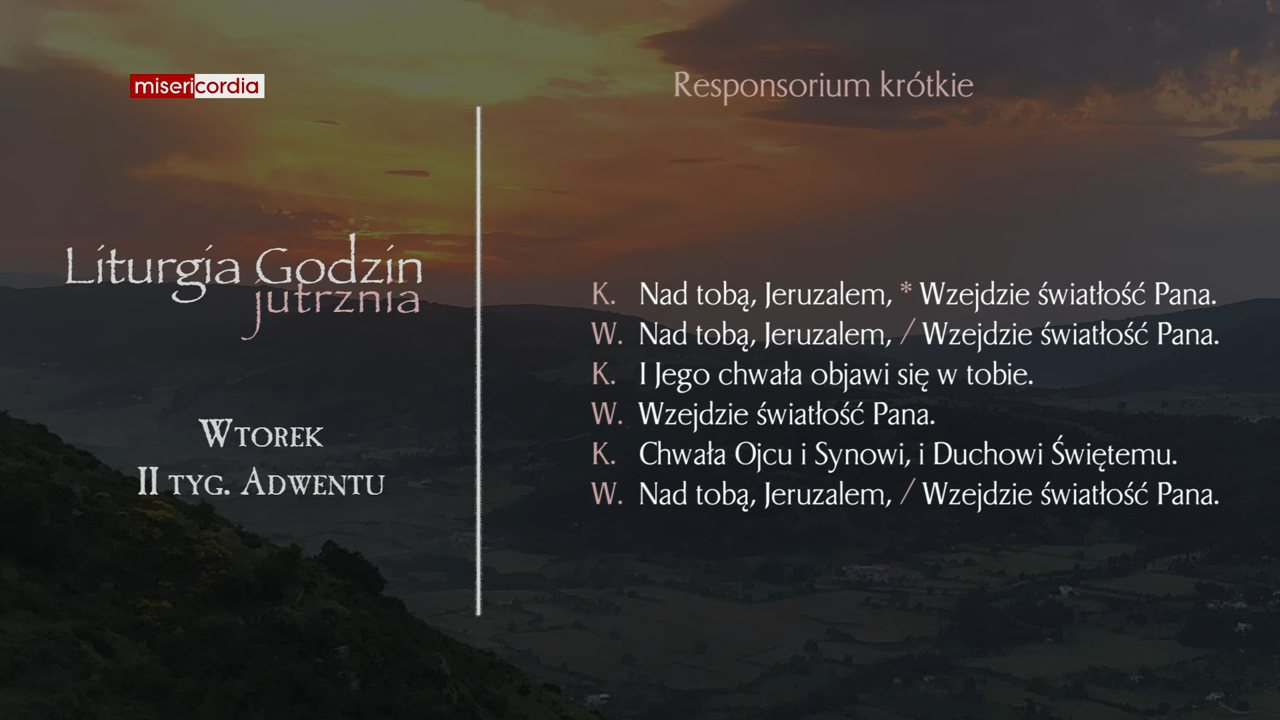 misericordia
Liturgia Godzin
jutrznia
Wtorek
II tyg. Adwentu
Responsorium krótkie
K. Nad tobą, Jeruzalem, * Wzejdzie światłość Pana.
W. Nad tobą, Jeruzalem, / Wzejdzie światłość Pana.
K. I Jego chwała objawi się w tobie.
W. Wzejdzie światłość Pana.
K. Chwała Ojcu i Synowi, i Duchowi Świętemu.
W. Nad tobą, Jeruzalem, / Wzejdzie światłość Pana.